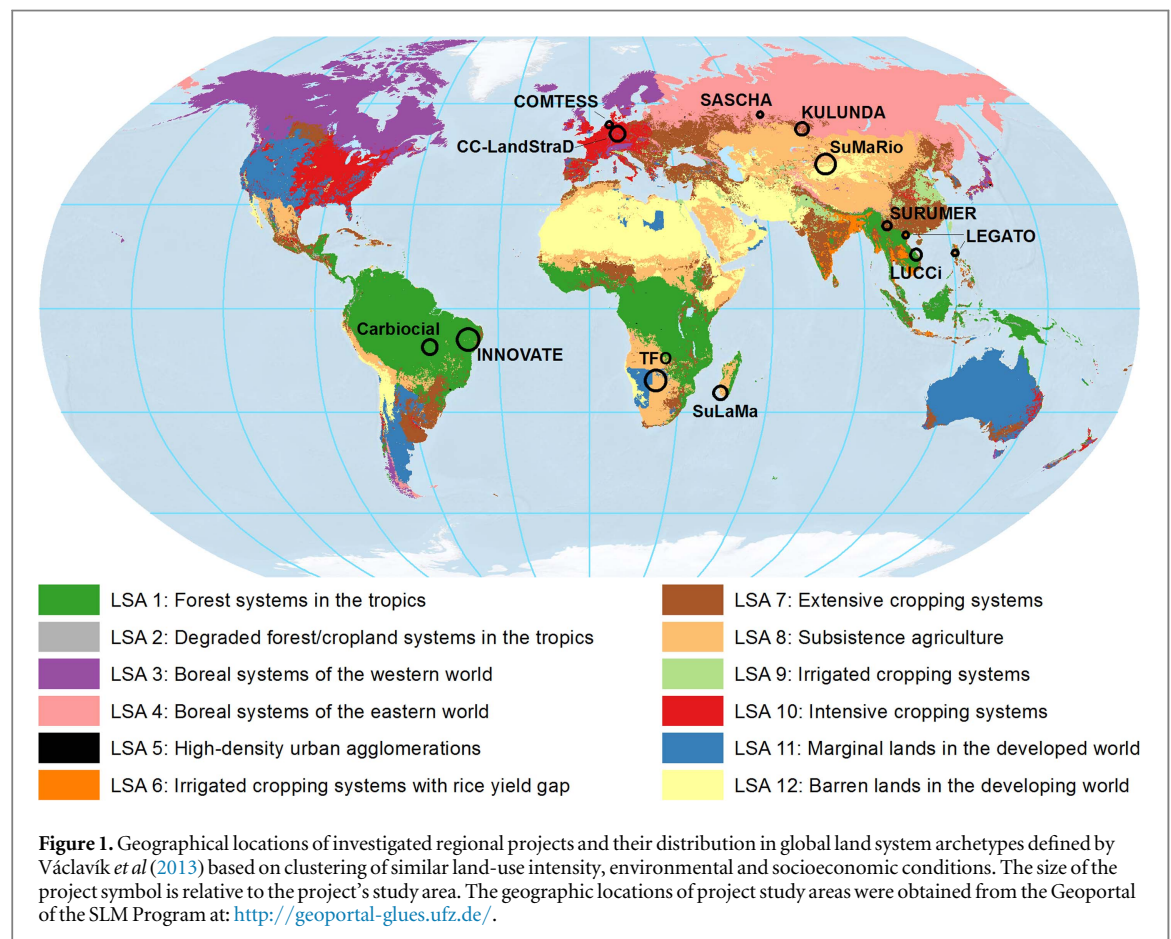 COMTESS
SASCHA
KULUNDA
CC-LandStraD
SuMaRio
SURUMER
LEGATO
LUCCi
Carbiocial
INNOVATE
TFO
SuLaMa
LSA 1: Forest systems in the tropics
LSA 2: Degraded forest/cropland systems in the tropics
LSA 3: Boreal systems of the western world
LSA 4: Boreal systems of the eastern world
LSA 5: High-density urban agglomerations
LSA 6: Irrigated cropping systems with rice yield gap
LSA 7: Extensive cropping systems
LSA 8: Subsistence agriculture
LSA 9: Irrigated cropping systems
LSA 10: Intensive cropping systems
LSA 11: Marginal lands in the developed world
LSA 12: Barren lands in the developing world
Figure 1. Geographical locations of investigated regional projects and their distribution in global land system archetypes defined by
Václavík et al (2013) based on clustering of similar land-use intensity, environmental and socioeconomic conditions. The size of the
project symbol is relative to the project's study area. The geographic locations of project study areas were obtained from the Geoportal
of the SLM Program at: http://geoportal-glues.ufz.de/.